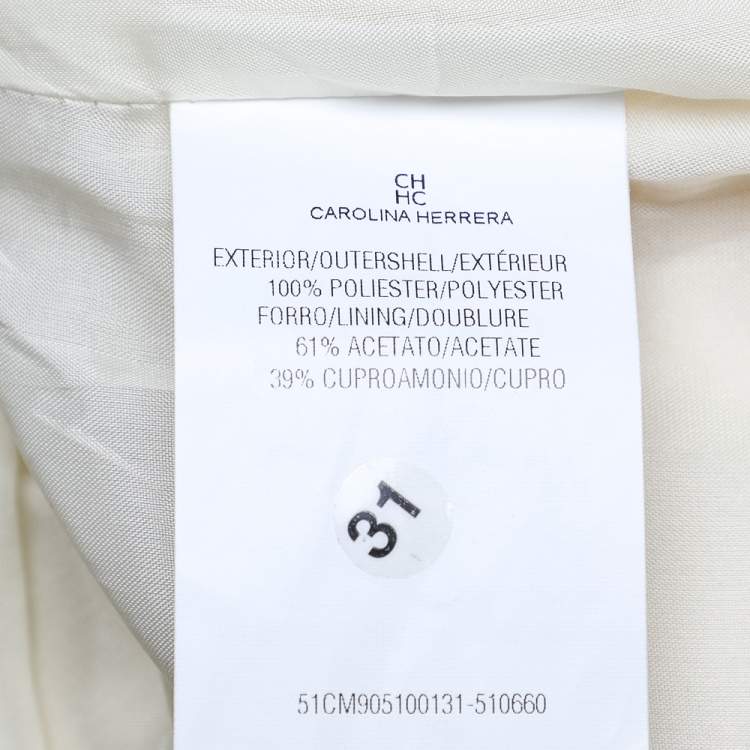 CH
HC
CAROLINA HERRERA
EXTERIOR/OUTERSHELL/EXTÉRIEUR
100% POLIESTER/POLYESTER
FORRO/LINING/DOUBLURE
61% ACETATO/ACETATE
39% CUPROAMONIO/CUPRO
31
51CM905100131-510660